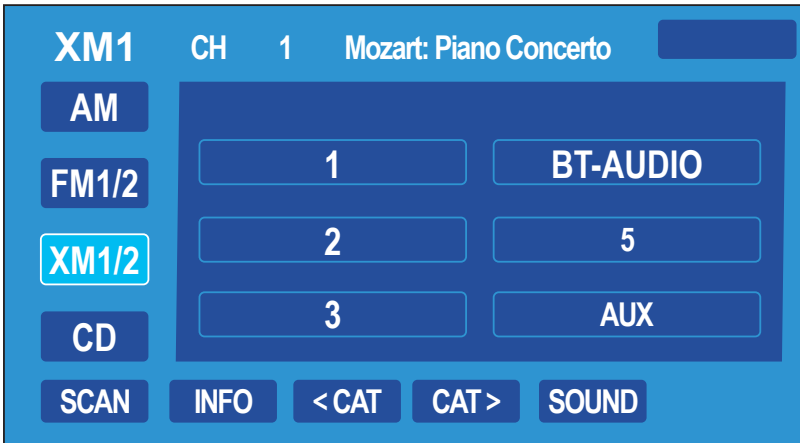 XM1 CH 1 Mozart: Piano Concerto
AM
1 BT-AUDIO
FM1/2
2 5
XM1/2
3 AUX
CD
SCAN INFO < CAT CAT > SOUND